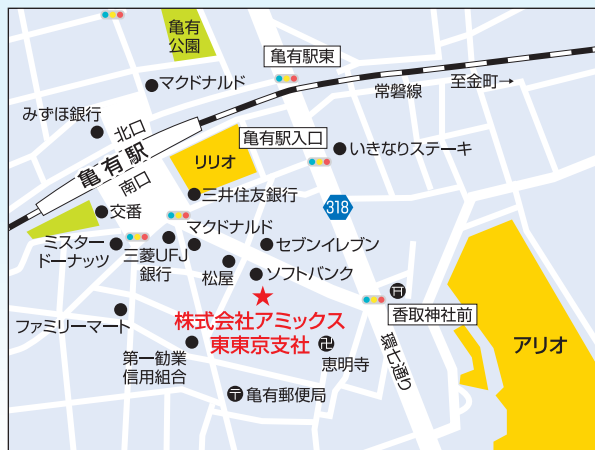 亀有
公園
亀有駅東
マクドナルド
常磐線
至金町→
みずほ銀行
北口
亀有駅
南口
亀有駅入口
いきなりステーキ
リリオ
三井住友銀行
318
交番
マクドナルド
ミスター
ドーナッツ
三菱UFJ
銀行
セブンイレブン
松屋
ソフトバンク
香取神社前
株式会社アミックス
東東京支社
ファミリーマート
環七通り
アリオ
第一勧業
信用組合
恵明寺
亀有郵便局